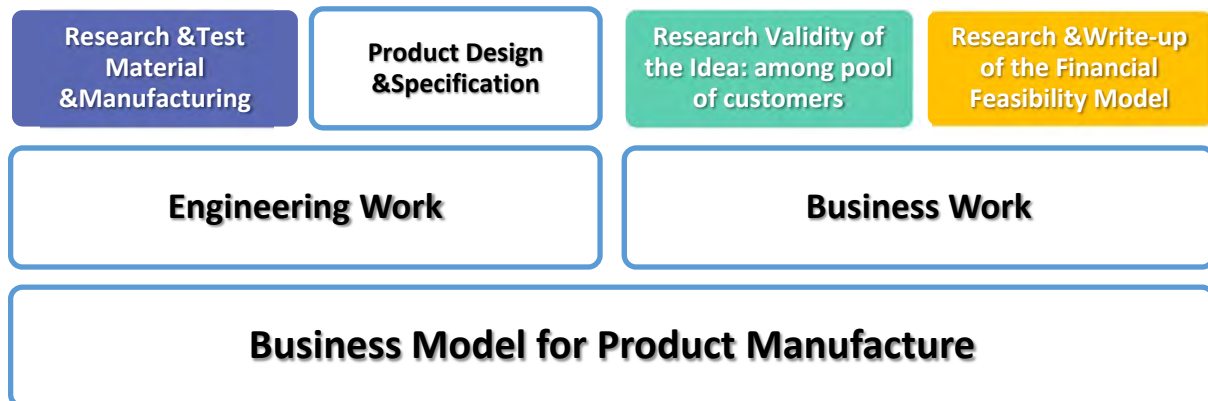 Research &Test
Material
&Manufacturing
Product Design
&Specification
Research Validity of
the Idea: among pool
of customers
Research &Write-up
of the Financial
Feasibility Model
Engineering Work
Business Work
Business Model for Product Manufacture